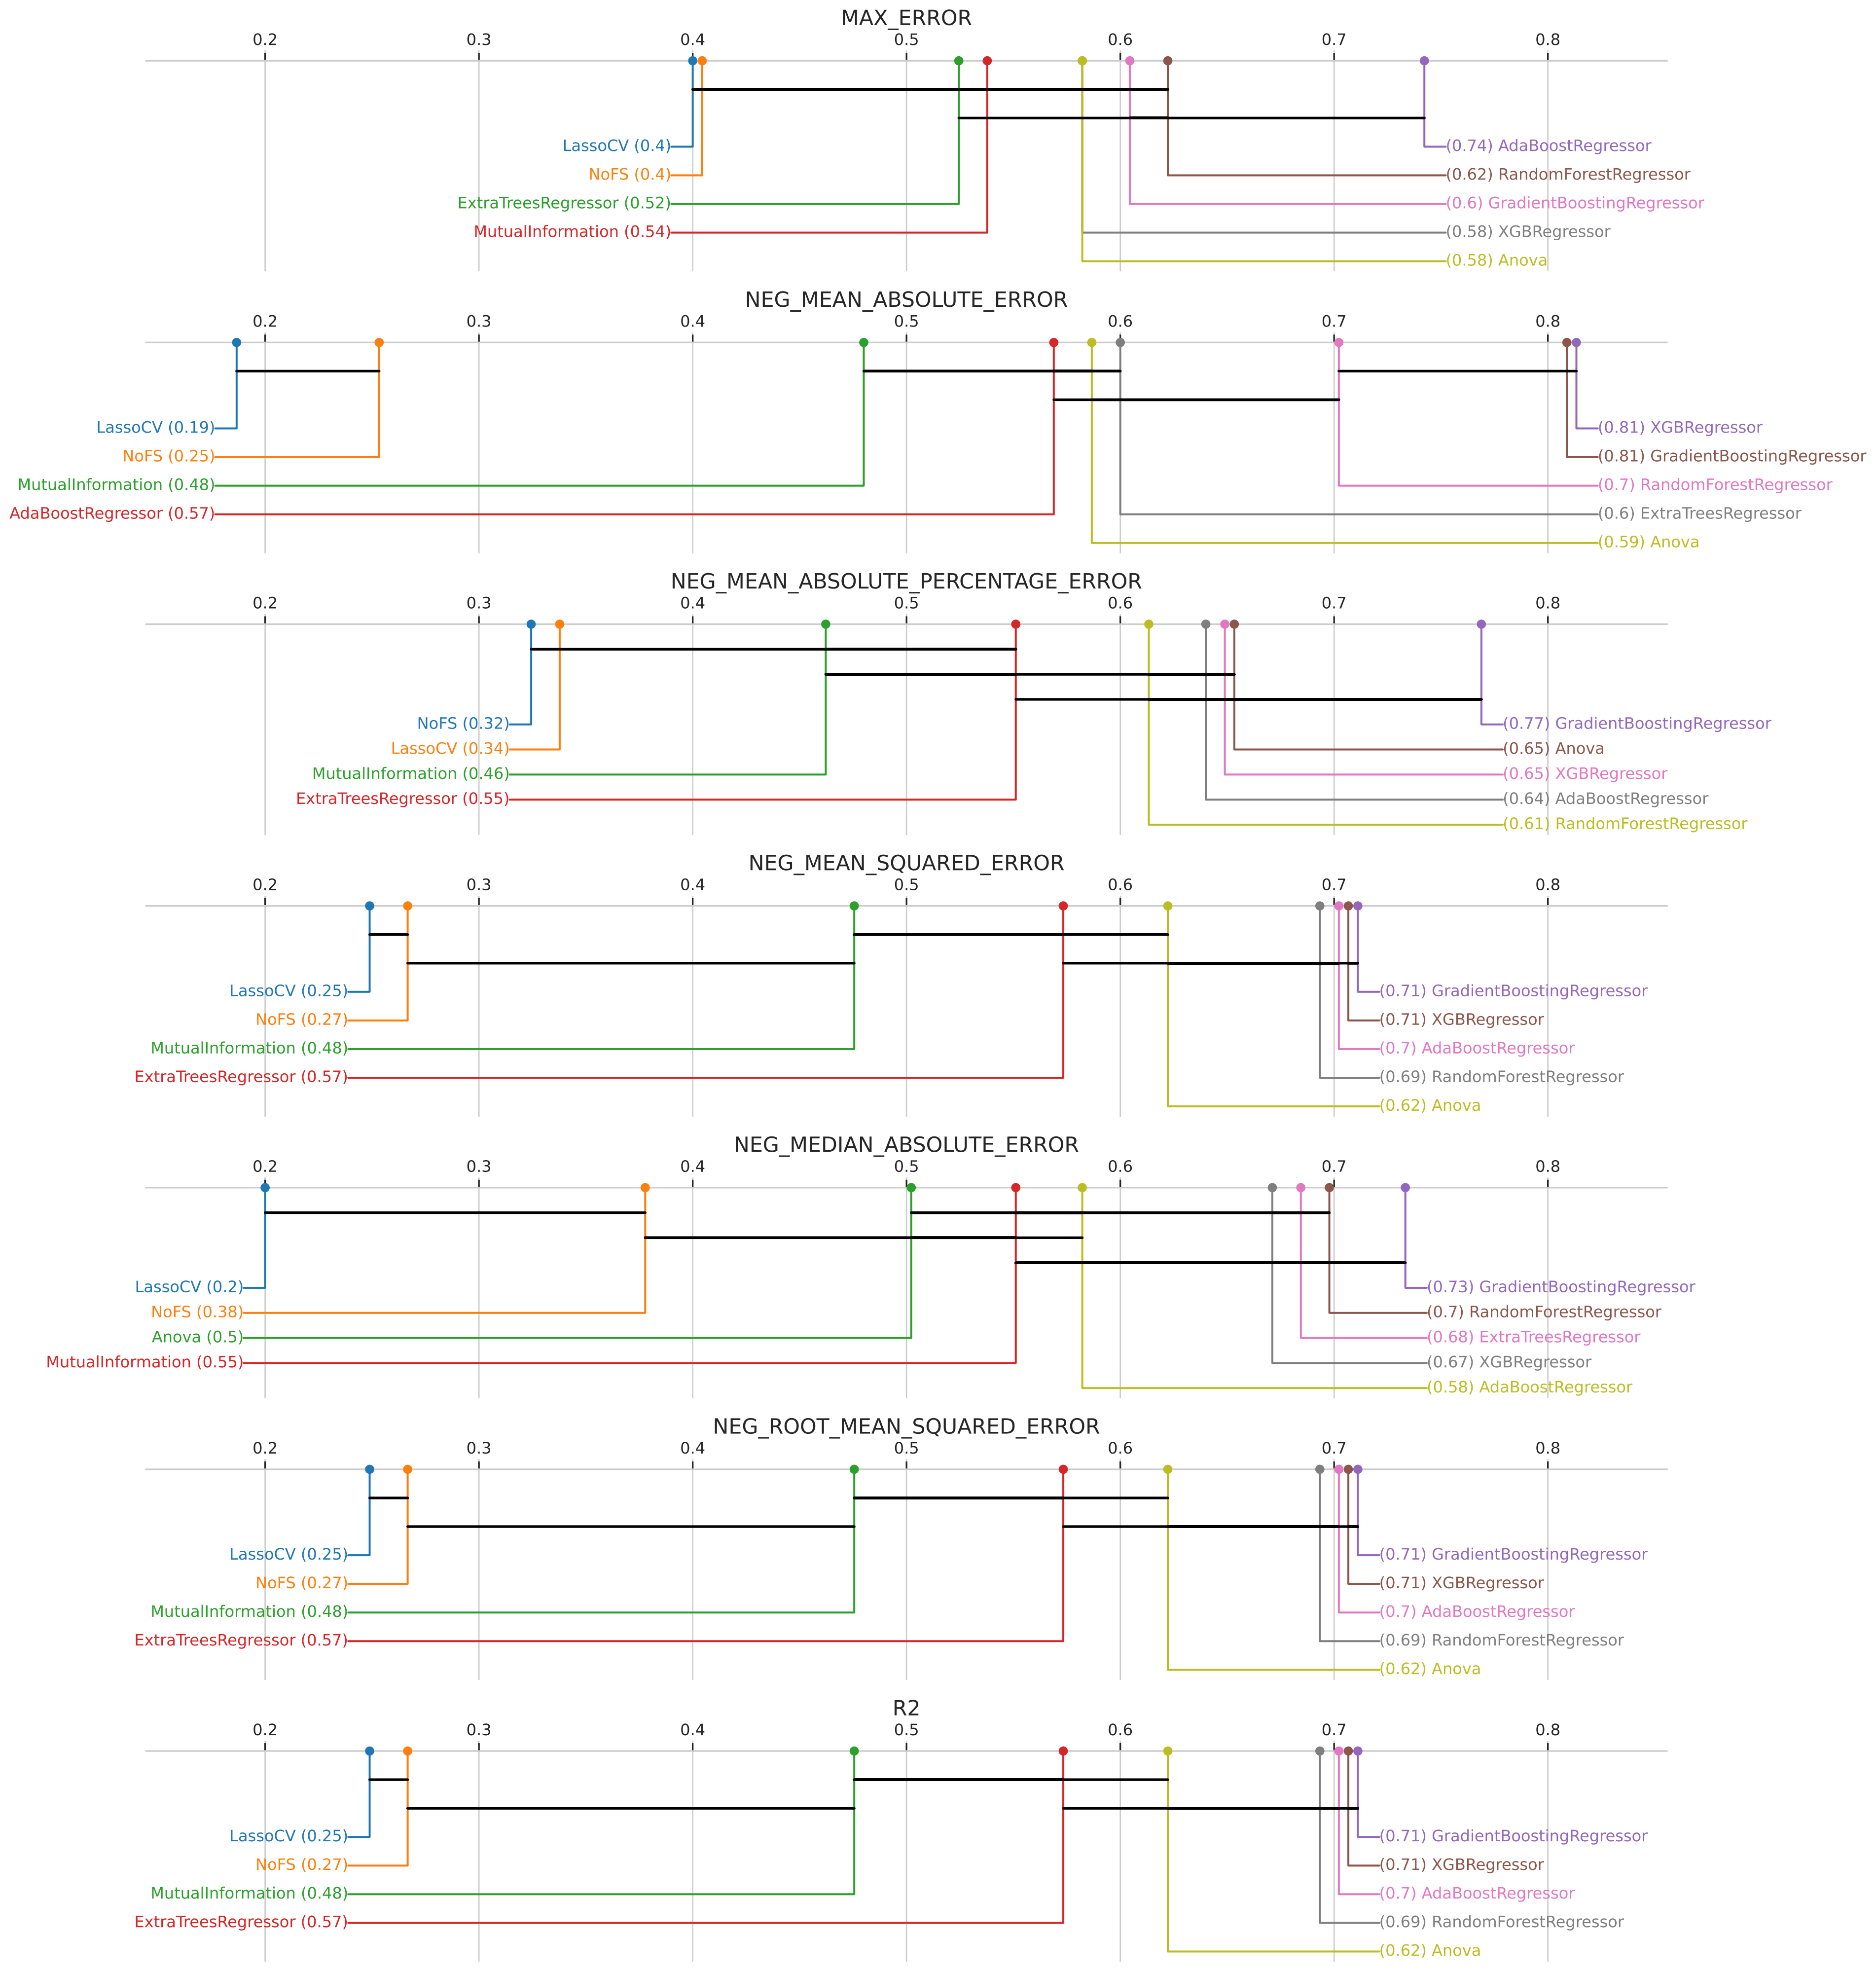 MAX_ERROR
0.2 0.3 0.4 0.5 0.6 0.7 0.8
LassoCV (0.4) (0.74) AdaBoostRegressor
NoFS (0.4) (0.62) RandomForestRegressor
ExtraTreesRegressor (0.52) (0.6) GradientBoostingRegressor
MutualInformation (0.54) (0.58) XGBRegressor
(0.58) Anova
NEG_MEAN_ABSOLUTE_ERROR
0.2 0.3 0.4 0.5 0.6 0.7 0.8
LassoCV (0.19) (0.81) XGBRegressor
NoFS (0.25) (0.81) GradientBoostingRegressor
MutualInformation (0.48) (0.7) RandomForestRegressor
AdaBoostRegressor (0.57) (0.6) ExtraTreesRegressor
(0.59) Anova
NEG_MEAN_ABSOLUTE_PERCENTAGE_ERROR
0.2 0.3 0.4 0.5 0.6 0.7 0.8
NoFS (0.32) (0.77) GradientBoostingRegressor
LassoCV (0.34) (0.65) Anova
MutualInformation (0.46) (0.65) XGBRegressor
ExtraTreesRegressor (0.55) (0.64) AdaBoostRegressor
(0.61) RandomForestRegressor
NEG_MEAN_SQUARED_ERROR
0.2 0.3 0.4 0.5 0.6 0.7 0.8
LassoCV (0.25) (0.71) GradientBoostingRegressor
NoFS (0.27) (0.71) XGBRegressor
MutualInformation (0.48) (0.7) AdaBoostRegressor
ExtraTreesRegressor (0.57) (0.69) RandomForestRegressor
(0.62) Anova
NEG_MEDIAN_ABSOLUTE_ERROR
0.2 0.3 0.4 0.5 0.6 0.7 0.8
LassoCV (0.2) (0.73) GradientBoostingRegressor
NoFS (0.38) (0.7) RandomForestRegressor
Anova (0.5) (0.68) ExtraTreesRegressor
MutualInformation (0.55) (0.67) XGBRegressor
(0.58) AdaBoostRegressor
NEG_ROOT_MEAN_SQUARED_ERROR
0.2 0.3 0.4 0.5 0.6 0.7 0.8
LassoCV (0.25) (0.71) GradientBoostingRegressor
NoFS (0.27) (0.71) XGBRegressor
MutualInformation (0.48) (0.7) AdaBoostRegressor
ExtraTreesRegressor (0.57) (0.69) RandomForestRegressor
(0.62) Anova
R2
0.2 0.3 0.4 0.5 0.6 0.7 0.8
LassoCV (0.25) (0.71) GradientBoostingRegressor
NoFS (0.27) (0.71) XGBRegressor
MutualInformation (0.48) (0.7) AdaBoostRegressor
ExtraTreesRegressor (0.57) (0.69) RandomForestRegressor
(0.62) Anova